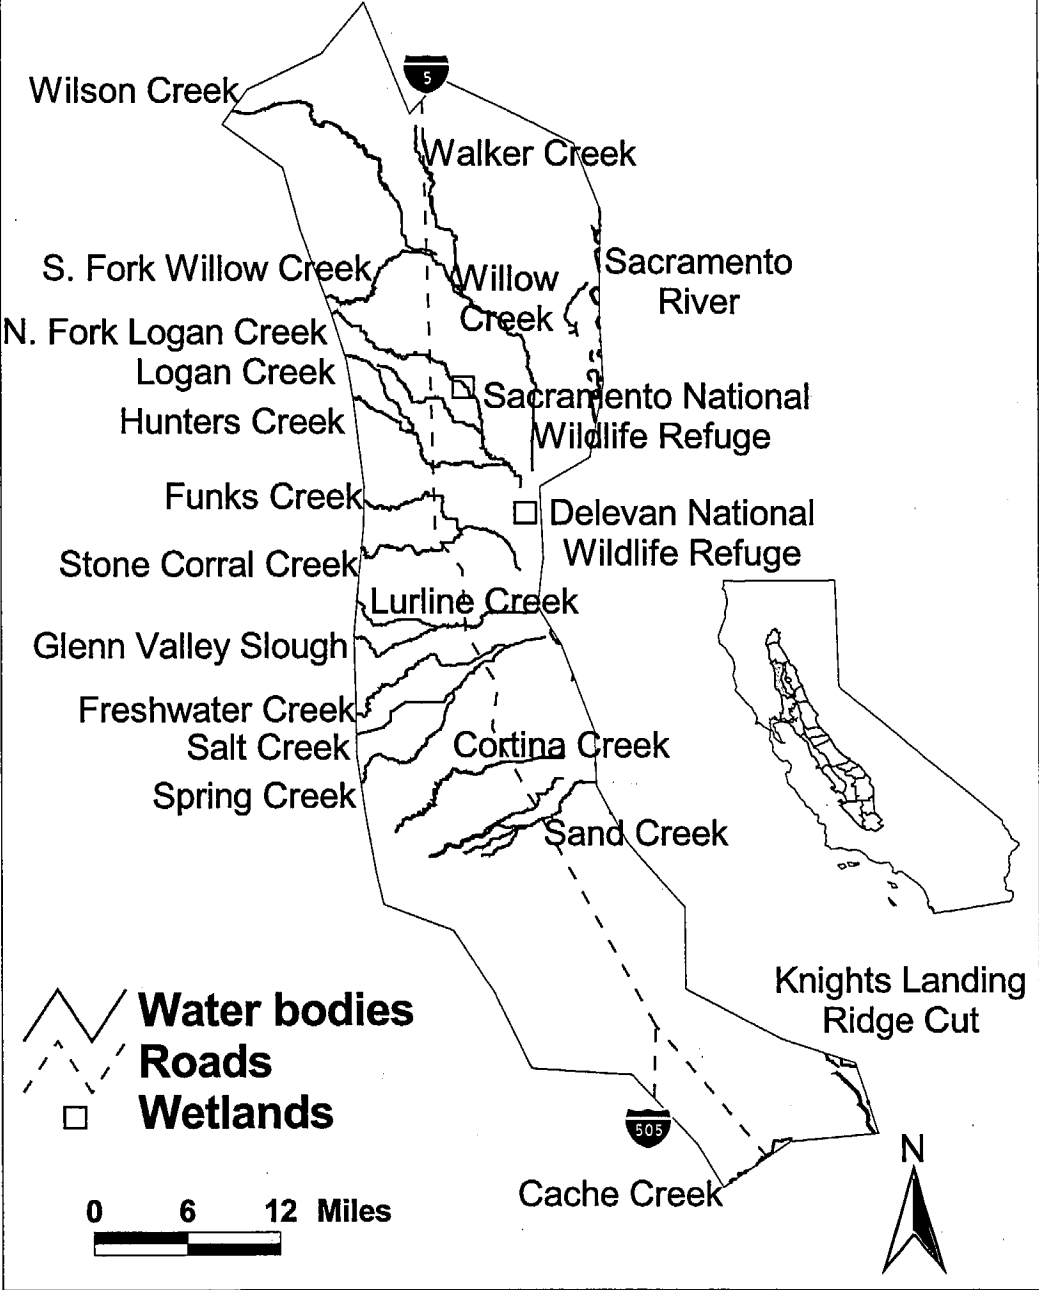 5
Wilson Creek
Walker Creek
S. Fork Willow Creek
Willow
Creek
Sacramento
River
N. Fork Logan Creek
Logan Creek
Hunters Creek
Sacramento National
Wildlife Refuge
Funks Creek
Delevan National
Wildlife Refuge
Stone Corral Creek
Lurline Creek
Glenn Valley Slough
Freshwater Creek
Salt Creek
Cortina Creek
Spring Creek
Sand Creek
Knights Landing
Ridge Cut
Water bodies
Roads
Wetlands
505
N
Cache Creek
0 6 12 Miles